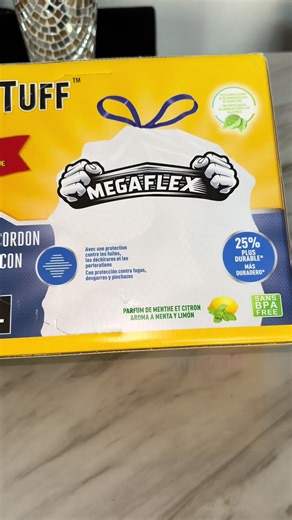 TUFF™
MEGAFLEX
CORDON
CON
Avec une protection
contre les fuites,
les déchirures et les
perforations
Con protección contra fugas,
desgarros y pinchazos
25%
PLUS
DURABLE*
MÁS
DURADERO*
PARFUM DE MENTHE ET CITRON
AROMA A MENTA Y LIMÓN
SANS
BPA
FREE